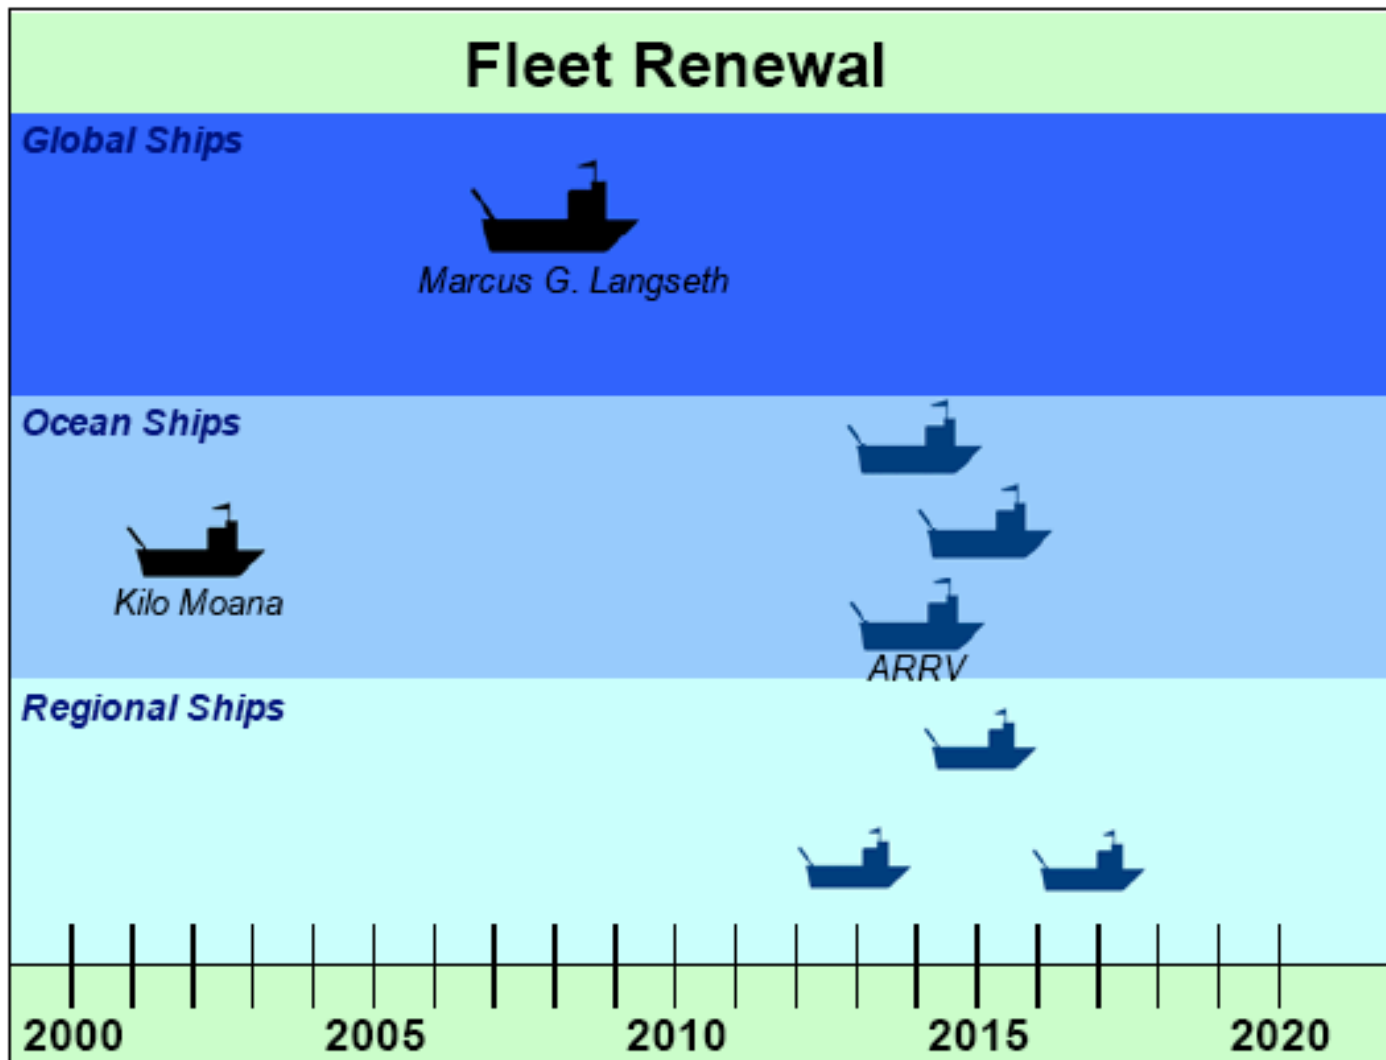 Fleet Renewal
Global Ships
Marcus G. Langseth
Ocean Ships
Kilo Moana
ARRV
Regional Ships
2000 2005 2010 2015 2020